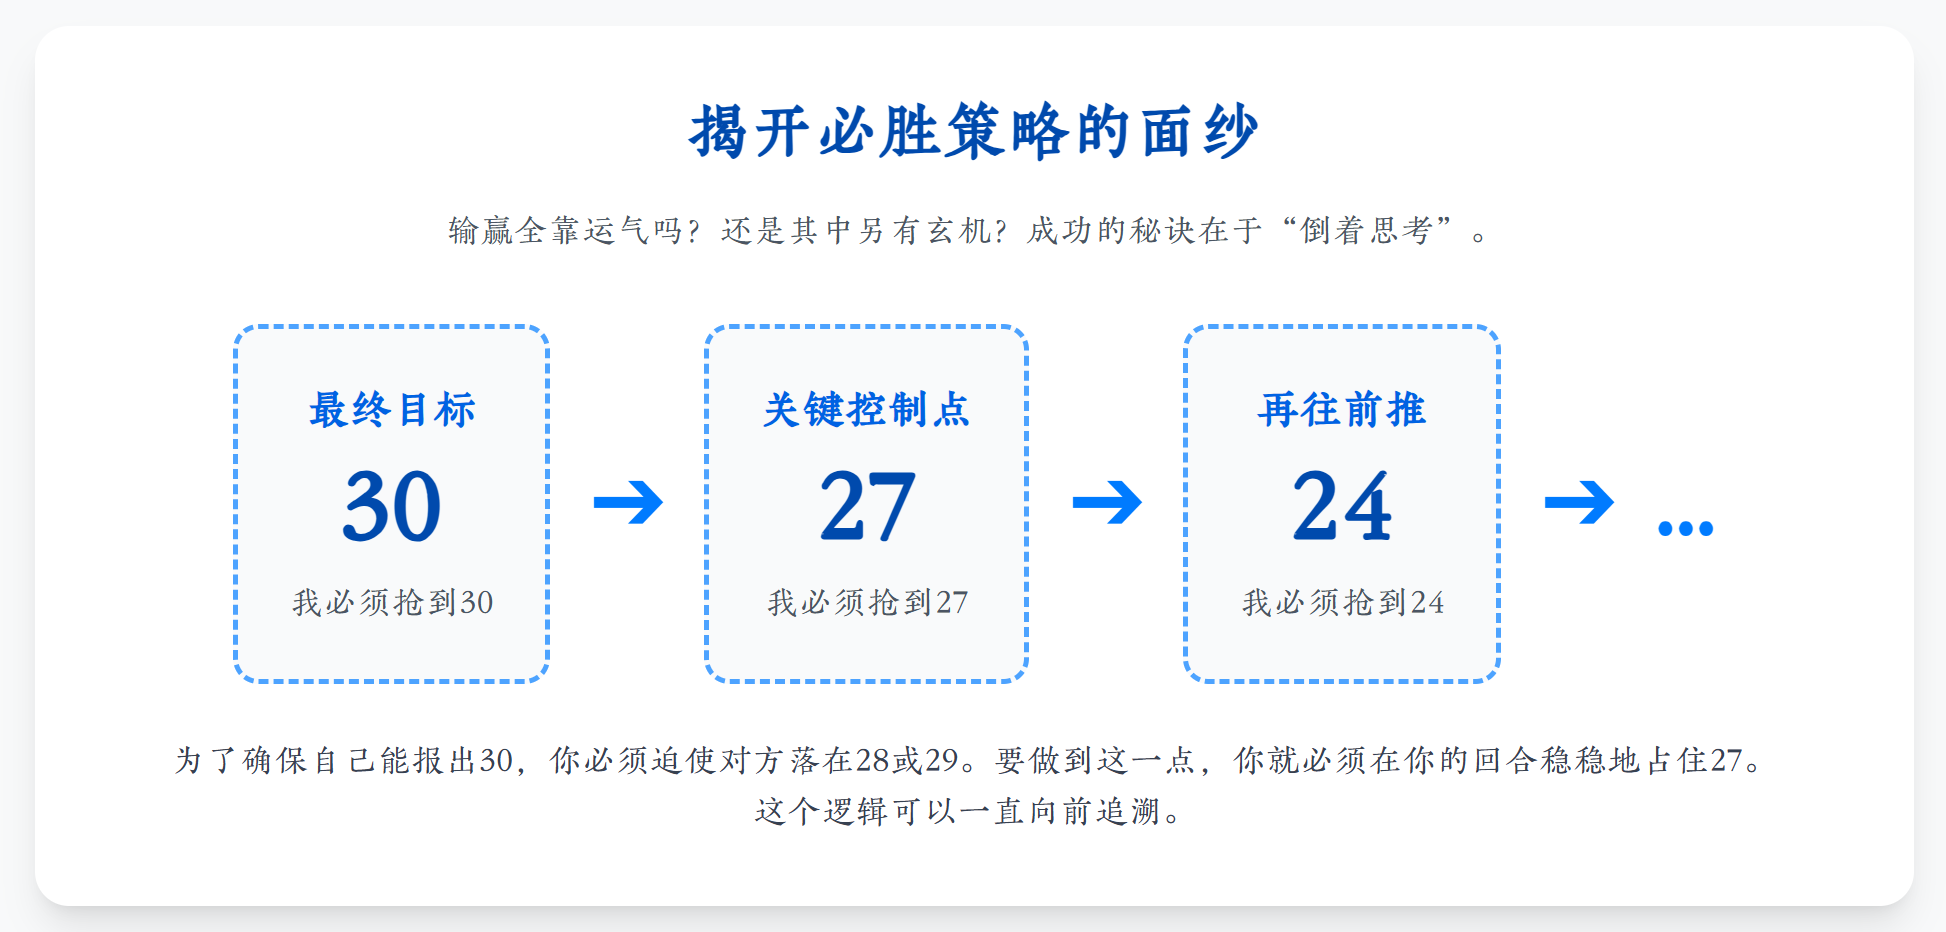 揭开必胜策略的面纱
输赢全靠运气吗？还是其中另有玄机？成功的秘诀在于“倒着思考”。
最终目标
30
我必须抢到30
关键控制点
27
我必须抢到27
再往前推
24
我必须抢到24
...
为了确保自己能报出30，你必须迫使对方落在28或29。要做到这一点，你就必须在你的回合稳稳地占住27。
这个逻辑可以一直向前追溯。